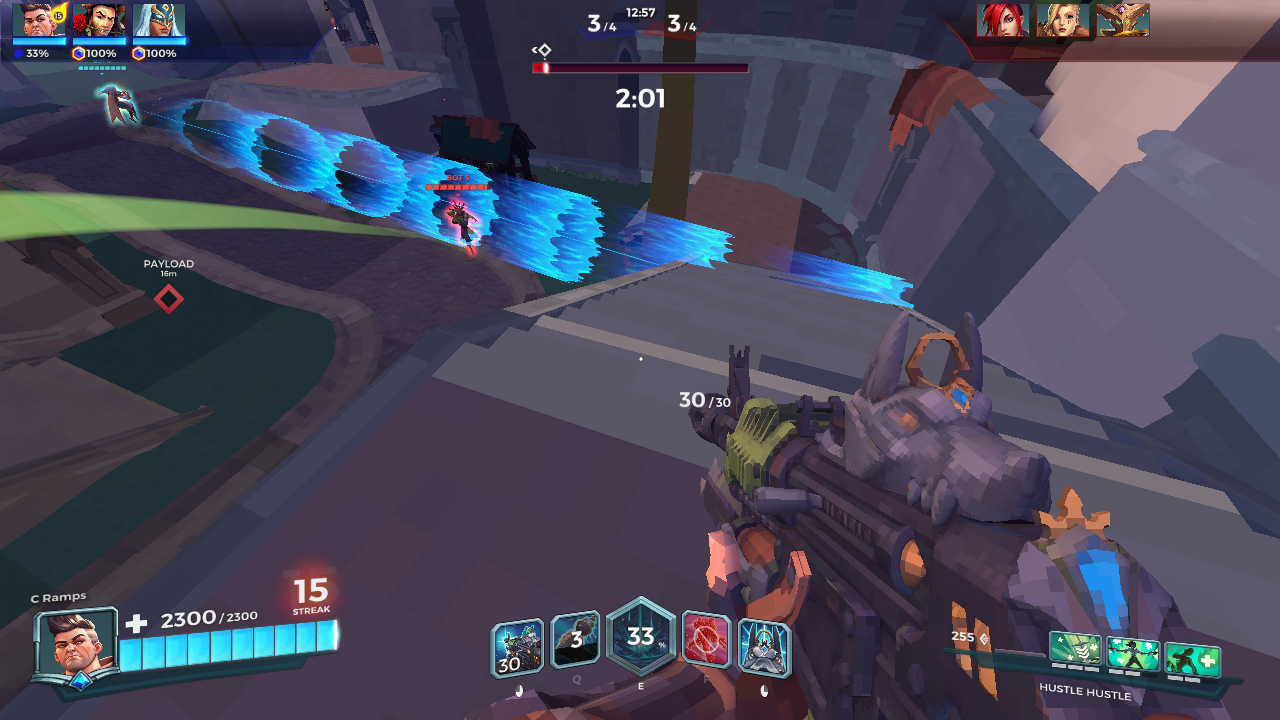 15
33%
100%
100%
3/4
12:57
3/4
2:01
BOT 5
PAYLOAD
16m
30/30
C Ramps
2300/2300
15
STREAK
30
3
33%
Q
E
F
255
HUSTLE HUSTLE